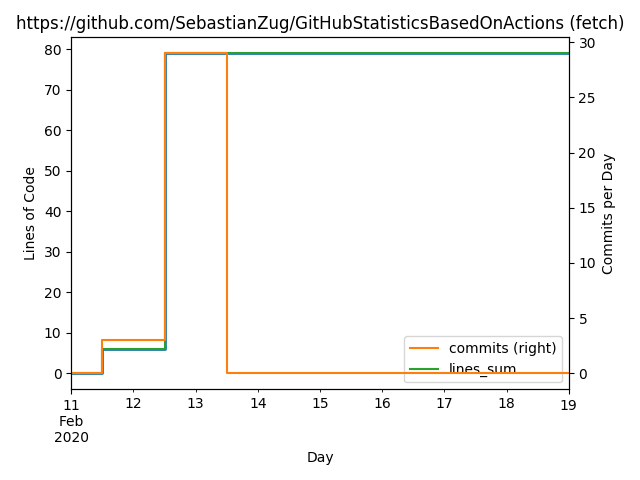 https://github.com/SebastianZug/GitHubStatisticsBasedOnActions (fetch)
80
70
60
50
40
30
20
10
0
Lines of Code
30
25
20
15
10
5
0
Commits per Day
commits (right)
lines_sum
11 12 13 14 15 16 17 18 19
Feb
2020
Day